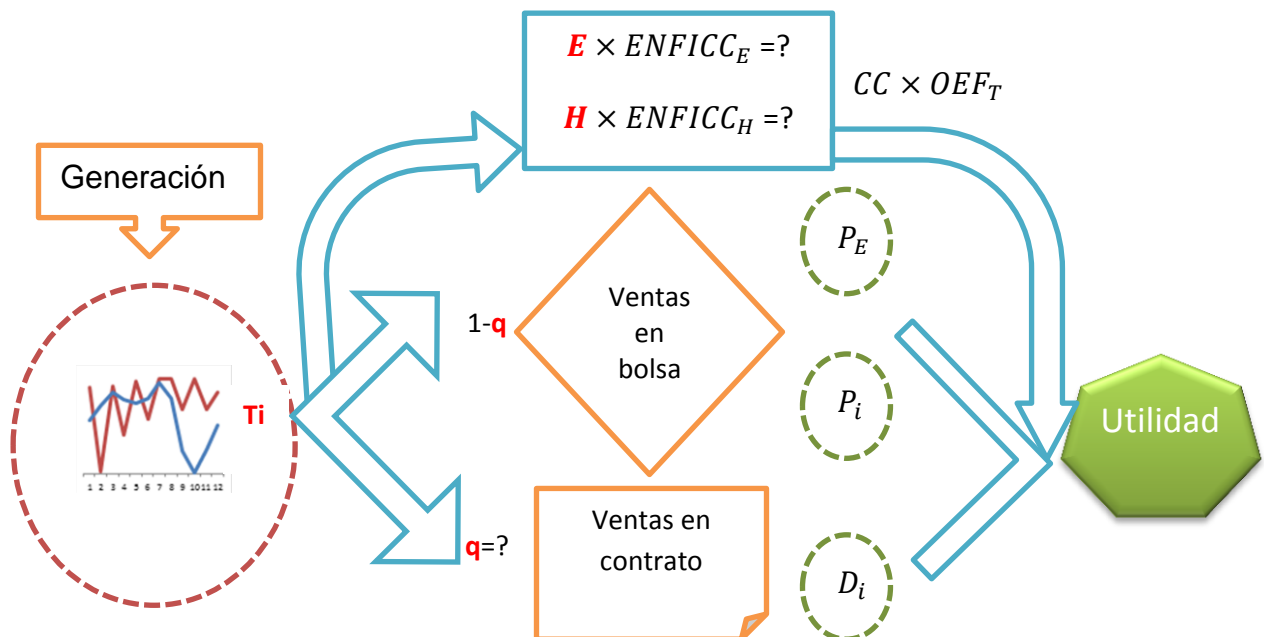 E × ENFICC_E =?
H × ENFICC_H =?
CC × OEF_T
Generación
P_E
Ventas
en
bolsa
1-q
P_i
Ti
Utilidad
1 2 3 4 5 6 7 8 9 10 11 12
Ventas en
contrato
q=?
D_i